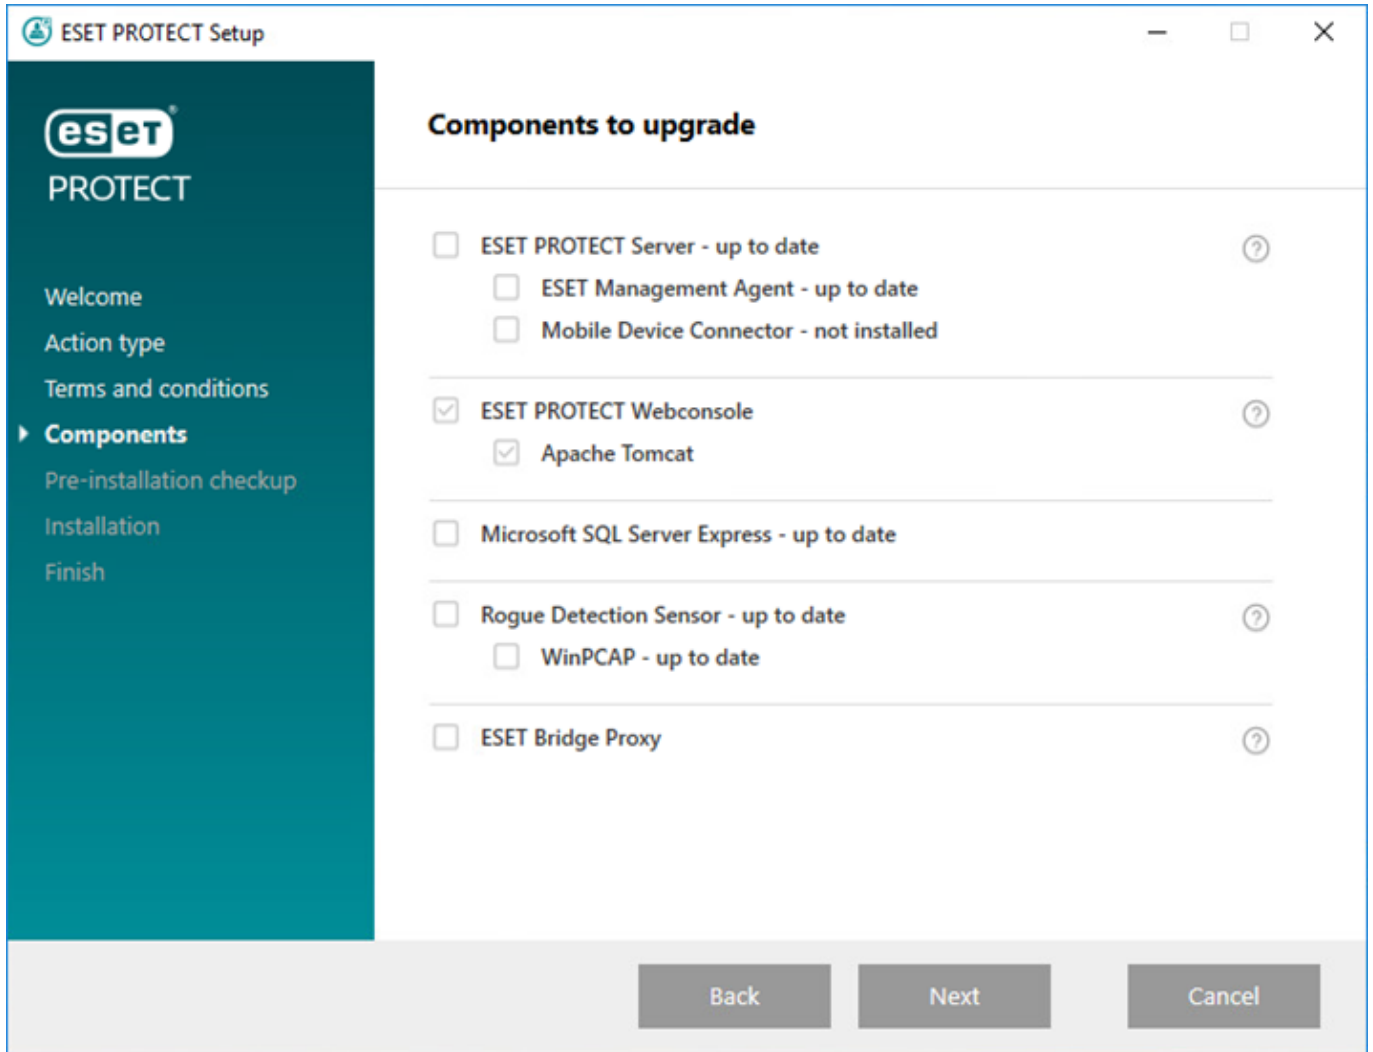 ESET PROTECT Setup
eset®
PROTECT
Welcome
Action type
Terms and conditions
Components
Pre-installation checkup
Installation
Finish
Components to upgrade
ESET PROTECT Server - up to date
ESET Management Agent - up to date
Mobile Device Connector - not installed
ESET PROTECT Webconsole
Apache Tomcat
Microsoft SQL Server Express - up to date
Rogue Detection Sensor - up to date
WinPCAP - up to date
ESET Bridge Proxy
Back
Next
Cancel